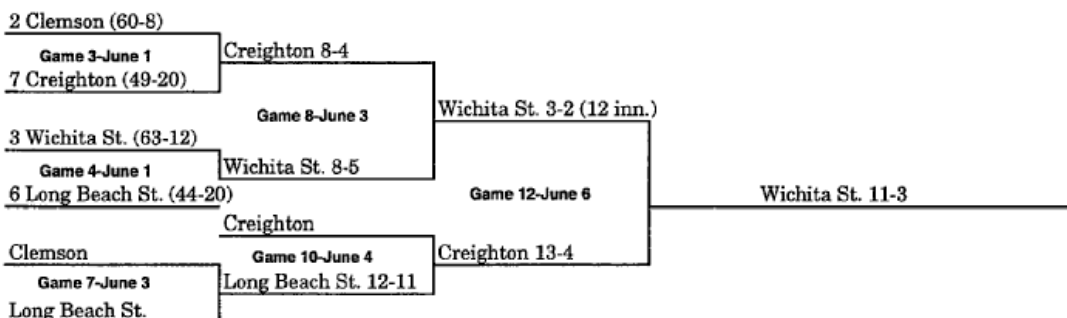 2 Clemson (60-8)
Game 3-June 1
Creighton 8-4
7 Creighton (49-20)
Game 8-June 3
Wichita St. 3-2 (12 inn.)
3 Wichita St. (63-12)
Game 4-June 1
Wichita St. 8-5
6 Long Beach St. (44-20)
Game 12-June 6
Wichita St. 11-3
Creighton
Clemson
Game 10-June 4
Creighton 13-4
Game 7-June 3
Long Beach St. 12-11
Long Beach St.